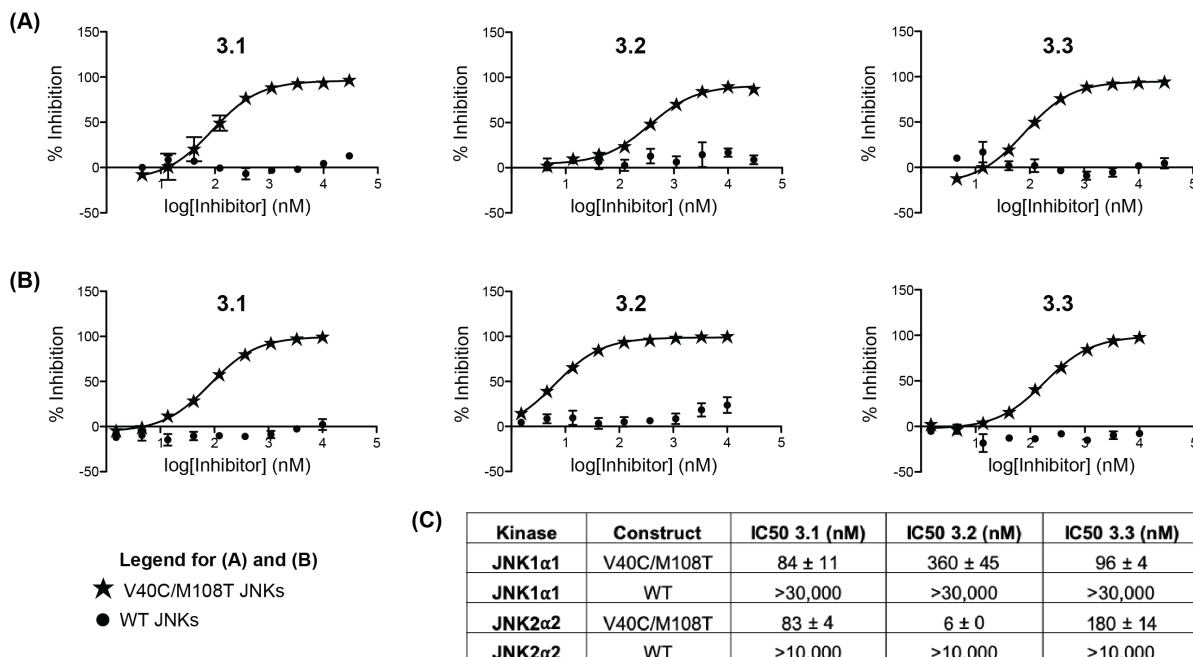 (A)
3.1
150
100
50
0
-50
% Inhibition
1 2 3 4 5
log[Inhibitor] (nM)
3.2
150
100
50
0
-50
% Inhibition
1 2 3 4 5
log[Inhibitor] (nM)
3.3
150
100
50
0
-50
% Inhibition
1 2 3 4 5
log[Inhibitor] (nM)
(B)
3.1
150
100
50
0
-50
% Inhibition
1 2 3 4 5
log[Inhibitor] (nM)
3.2
150
100
50
0
-50
% Inhibition
1 2 3 4 5
log[Inhibitor] (nM)
3.3
150
100
50
0
-50
% Inhibition
1 2 3 4 5
log[Inhibitor] (nM)
Legend for (A) and (B)
V40C/M108T JNKs
WT JNKs
(C)
Kinase Construct IC50 3.1 (nM) IC50 3.2 (nM) IC50 3.3 (nM)
JNK1α1 V40C/M108T 84 ± 11 360 ± 45 96 ± 4
JNK1α1 WT >30,000 >30,000 >30,000
JNK2α2 V40C/M108T 83 ± 4 6 ± 0 180 ± 14
JNK2α2 WT >10,000 >10,000 >10,000